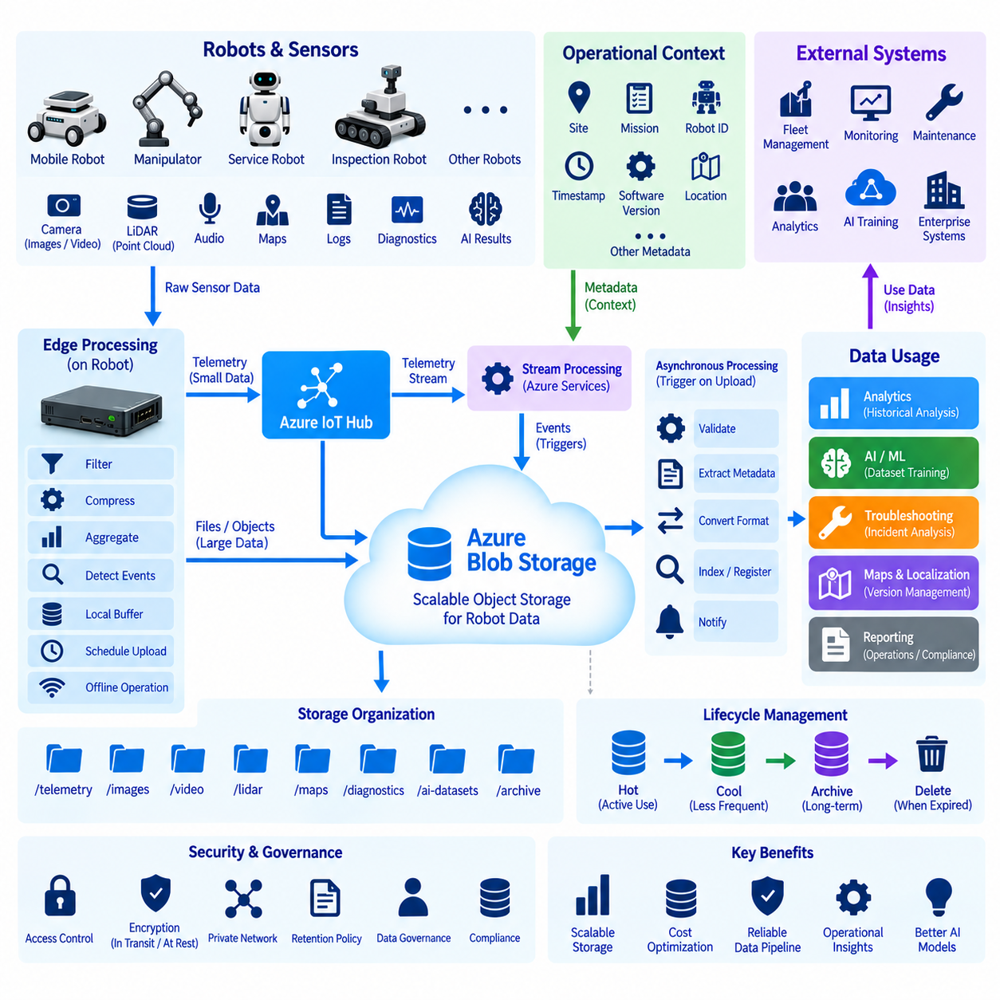 Robots & Sensors
Mobile Robot
Manipulator
Service Robot
Inspection Robot
Other Robots
Camera
(Images / Video)
LiDAR
(Point Cloud)
Audio
Maps
Logs
Diagnostics
AI Results
Operational Context
Site
Mission
Robot ID
Timestamp
Software
Version
Location
Other Metadata
External Systems
Fleet
Management
Monitoring
Maintenance
Analytics
AI Training
Enterprise
Systems
Raw Sensor Data
Metadata
(Context)
Use Data
(Insights)
Edge Processing
(on Robot)
Filter
Compress
Aggregate
Detect Events
Local Buffer
Schedule Upload
Offline Operation
Telemetry
(Small Data)
Azure IoT Hub
Telemetry
Stream
Stream Processing
(Azure Services)
Events
(Triggers)
Files / Objects
(Large Data)
Azure
Blob Storage
Scalable Object Storage
for Robot Data
Asynchronous Processing
(Trigger on Upload)
Validate
Extract Metadata
Convert Format
Index / Register
Notify
Data Usage
Analytics
(Historical Analysis)
AI / ML
(Dataset Training)
Troubleshooting
(Incident Analysis)
Maps & Localization
(Version Management)
Reporting
(Operations / Compliance)
Storage Organization
/telemetry
/images
/video
/lidar
/maps
/diagnostics
/ai-datasets
/archive
Lifecycle Management
Hot
(Active Use)
Cool
(Less Frequent)
Archive
(Long-term)
Delete
(When Expired)
Security & Governance
Access Control
Encryption
(In Transit / At Rest)
Private Network
Retention Policy
Data Governance
Compliance
Key Benefits
Scalable
Storage
Cost
Optimization
Reliable
Data Pipeline
Operational
Insights
Better AI
Models